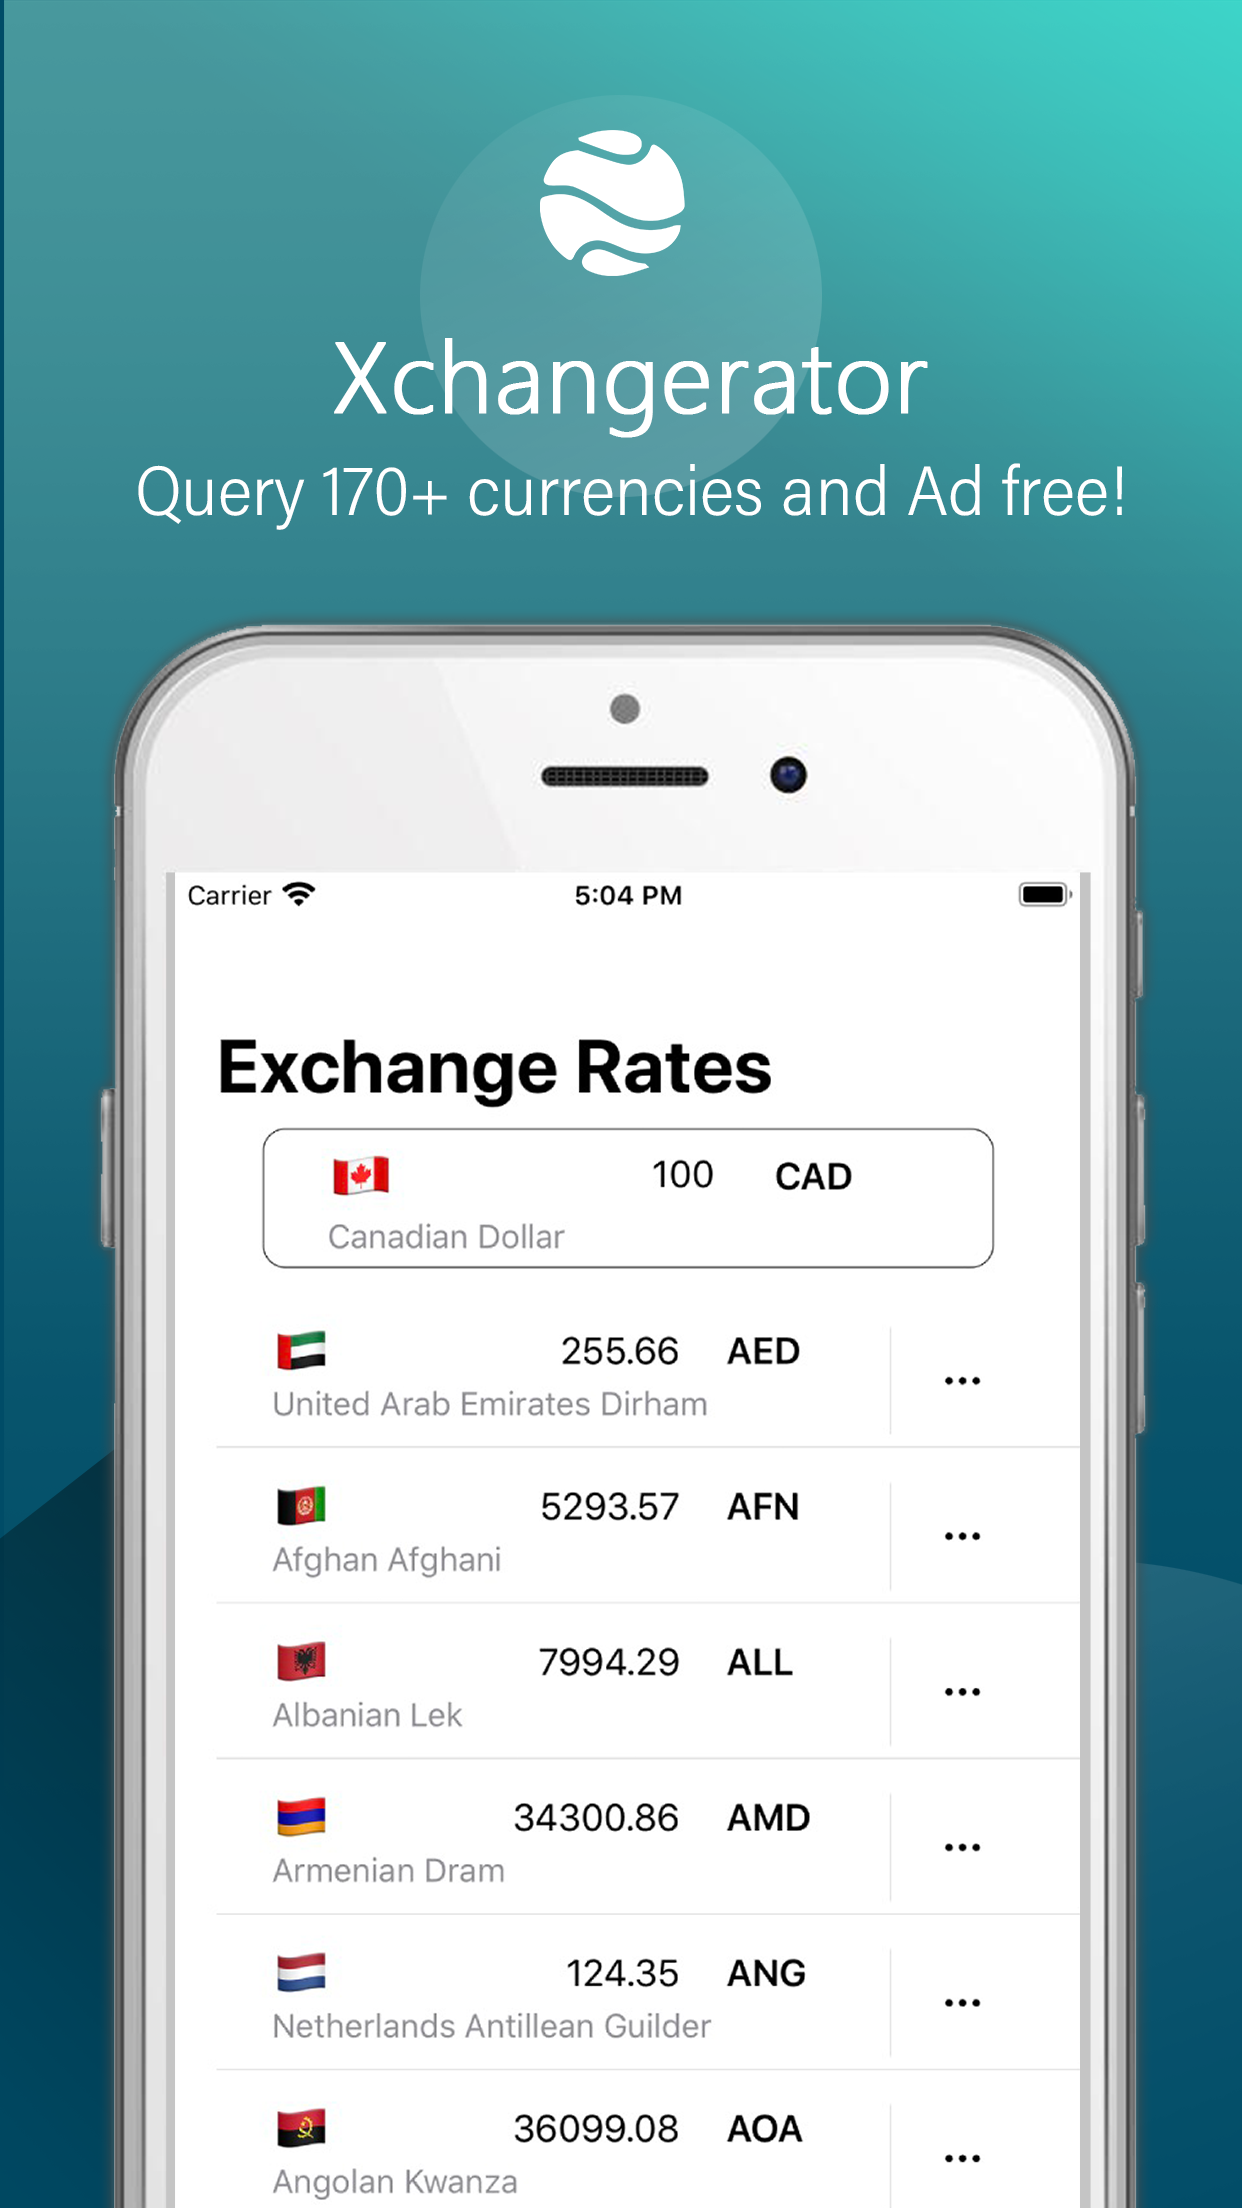 Xchangerator
Query 170+ currencies and Ad free!
Carrier 5:04 PM
Exchange Rates
100 CAD
Canadian Dollar
255.66 AED
United Arab Emirates Dirham
5293.57 AFN
Afghan Afghani
7994.29 ALL
Albanian Lek
34300.86 AMD
Armenian Dram
124.35 ANG
Netherlands Antillean Guilder
36099.08 AOA
Angolan Kwanza